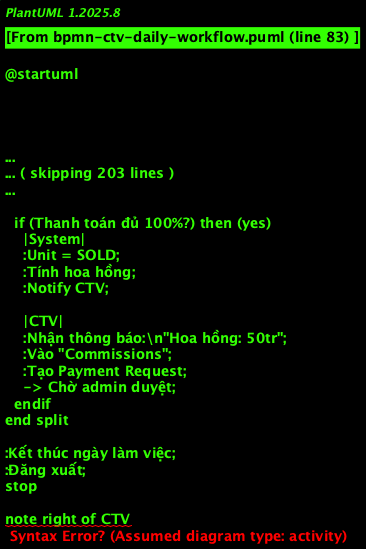 PlantUML 1.2025.8
[From bpmn-ctv-daily-workflow.puml (line 83) ]
@startuml
...
... ( skipping 203 lines )
...
if (Thanh toán đủ 100%?) then (yes)
|System|
:Unit = SOLD;
:Tính hoa hồng;
:Notify CTV;
|CTV|
:Nhận thông báo:\n"Hoa hồng: 50tr";
:Vào "Commissions";
:Tạo Payment Request;
-> Chờ admin duyệt;
endif
end split
:Kết thúc ngày làm việc;
:Đăng xuất;
stop
note right of CTV
Syntax Error? (Assumed diagram type: activity)